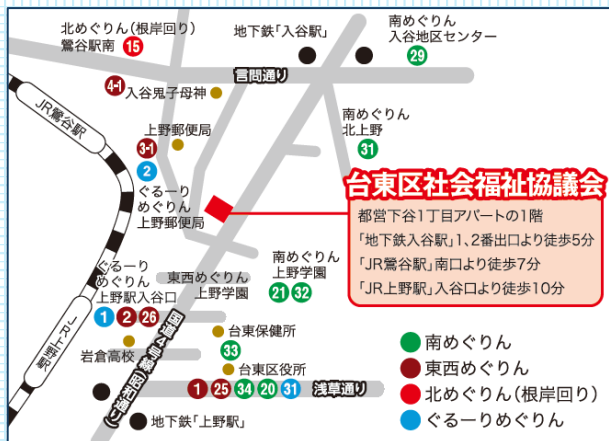 北めぐりん(根岸回り)
鶯谷駅南
15
地下鉄「入谷駅」
南めぐりん
入谷地区センター
29
言問通り
4-1
入谷鬼子母神
JR鶯谷駅
上野郵便局
3-1
2
ぐるーり
めぐりん
上野郵便局
南めぐりん
北上野
31
台東区社会福祉協議会
都営下谷1丁目アパートの1階
「地下鉄入谷駅」1、2番出口より徒歩5分
「JR鶯谷駅」南口より徒歩7分
「JR上野駅」入谷口より徒歩10分
ぐるーり
めぐりん
上野駅入谷口
1 2 26
東西めぐりん
上野学園
南めぐりん
上野学園
21 32
JR上野駅
岩倉高校
国道4号線(昭和通り)
台東保健所
33
台東区役所
1 25 34 20 31
浅草通り
地下鉄「上野駅」
南めぐりん
東西めぐりん
北めぐりん(根岸回り)
ぐるーりめぐりん